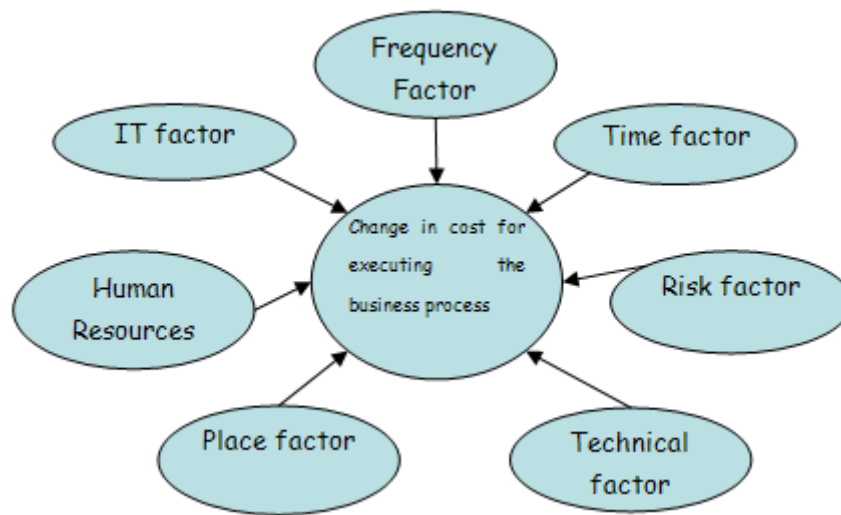 Frequency
Factor
IT factor
Time factor
Change in cost for
executing the
business process
Human
Resources
Risk factor
Place factor
Technical
factor